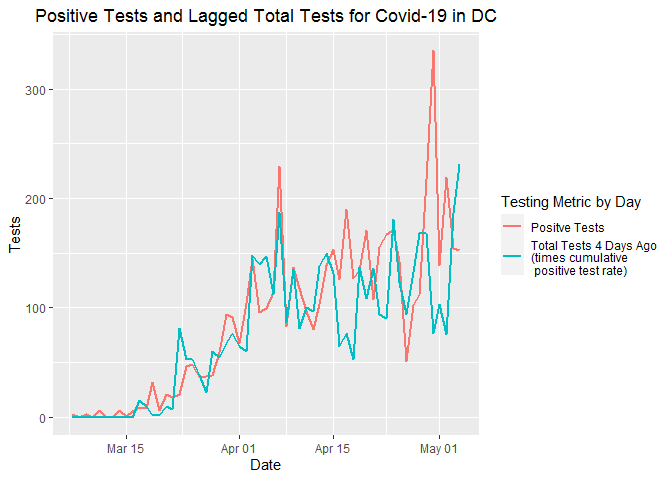 Positive Tests and Lagged Total Tests for Covid-19 in DC
300
200
100
0
Tests
Mar 15
Apr 01
Apr 15
May 01
Date
Testing Metric by Day
Positve Tests
Total Tests 4 Days Ago
(times cumulative
positive test rate)